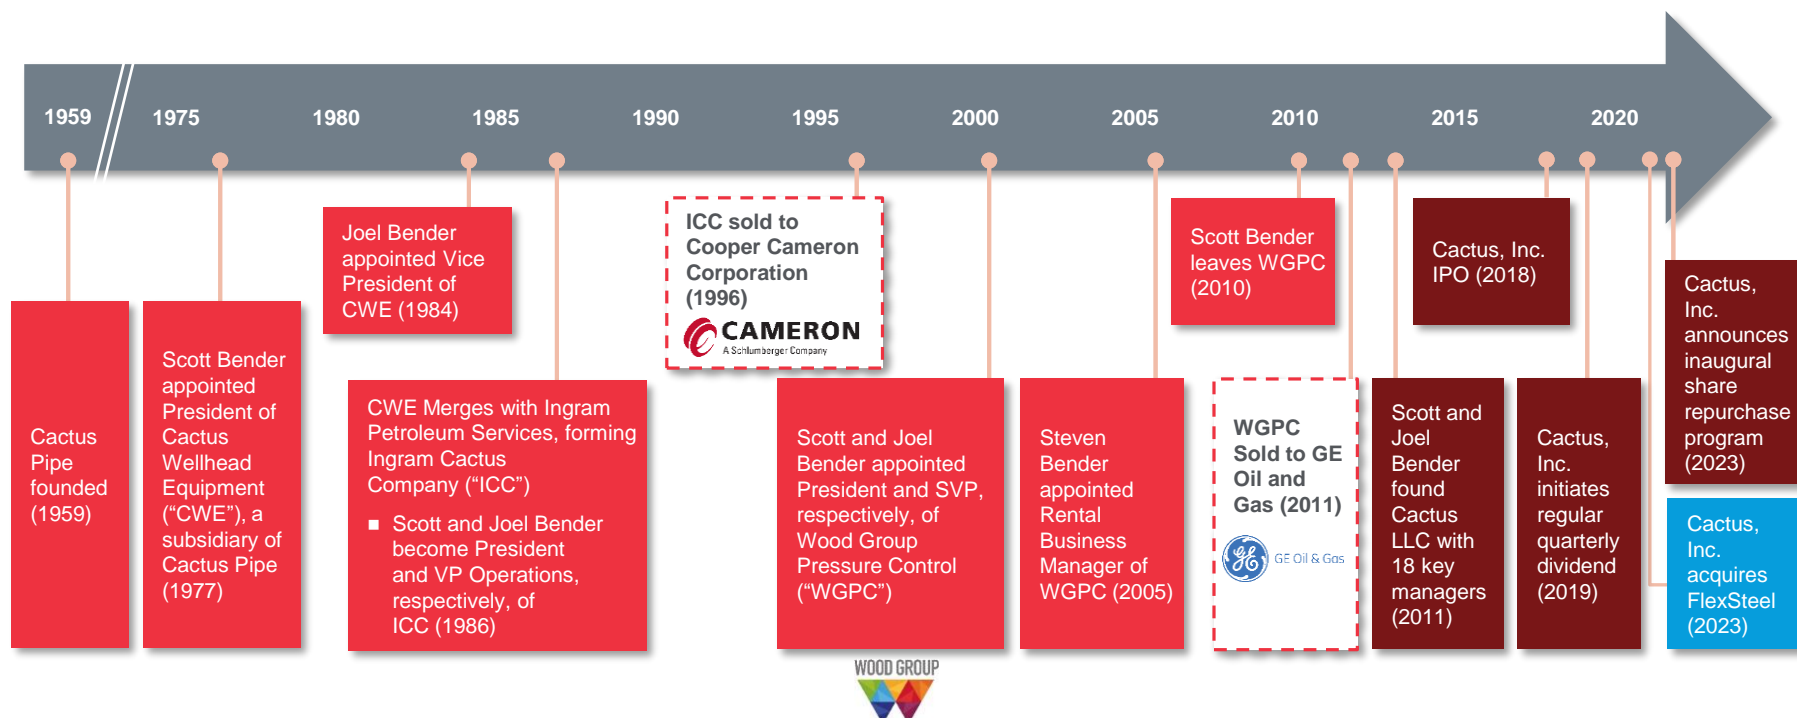 1959
1975
1980
1985
1990
1995
2000
2005
2010
2015
2020
Cactus
Pipe
founded
(1959)
Scott Bender
appointed
President of
Cactus
Wellhead
Equipment
(“CWE”), a
subsidiary of
Cactus Pipe
(1977)
Joel Bender
appointed Vice
President of
CWE (1984)
CWE Merges with Ingram
Petroleum Services, forming
Ingram Cactus
Company (“ICC”)
■ Scott and Joel Bender
become President
and VP Operations,
respectively, of
ICC (1986)
ICC sold to
Cooper Cameron
Corporation
(1996)
CAMERON
A Schlumberger Company
Scott and Joel
Bender appointed
President and SVP,
respectively, of
Wood Group
Pressure Control
(“WGPC”)
WOOD GROUP
Steven
Bender
appointed
Rental
Business
Manager of
WGPC (2005)
Scott Bender
leaves WGPC
(2010)
WGPC
Sold to GE
Oil and
Gas (2011)
GE
GE Oil & Gas
Scott and
Joel
Bender
found
Cactus
LLC with
18 key
managers
(2011)
Cactus, Inc.
IPO (2018)
Cactus,
Inc.
initiates
regular
quarterly
dividend
(2019)
Cactus,
Inc.
announces
inaugural
share
repurchase
program
(2023)
Cactus,
Inc.
acquires
FlexSteel
(2023)